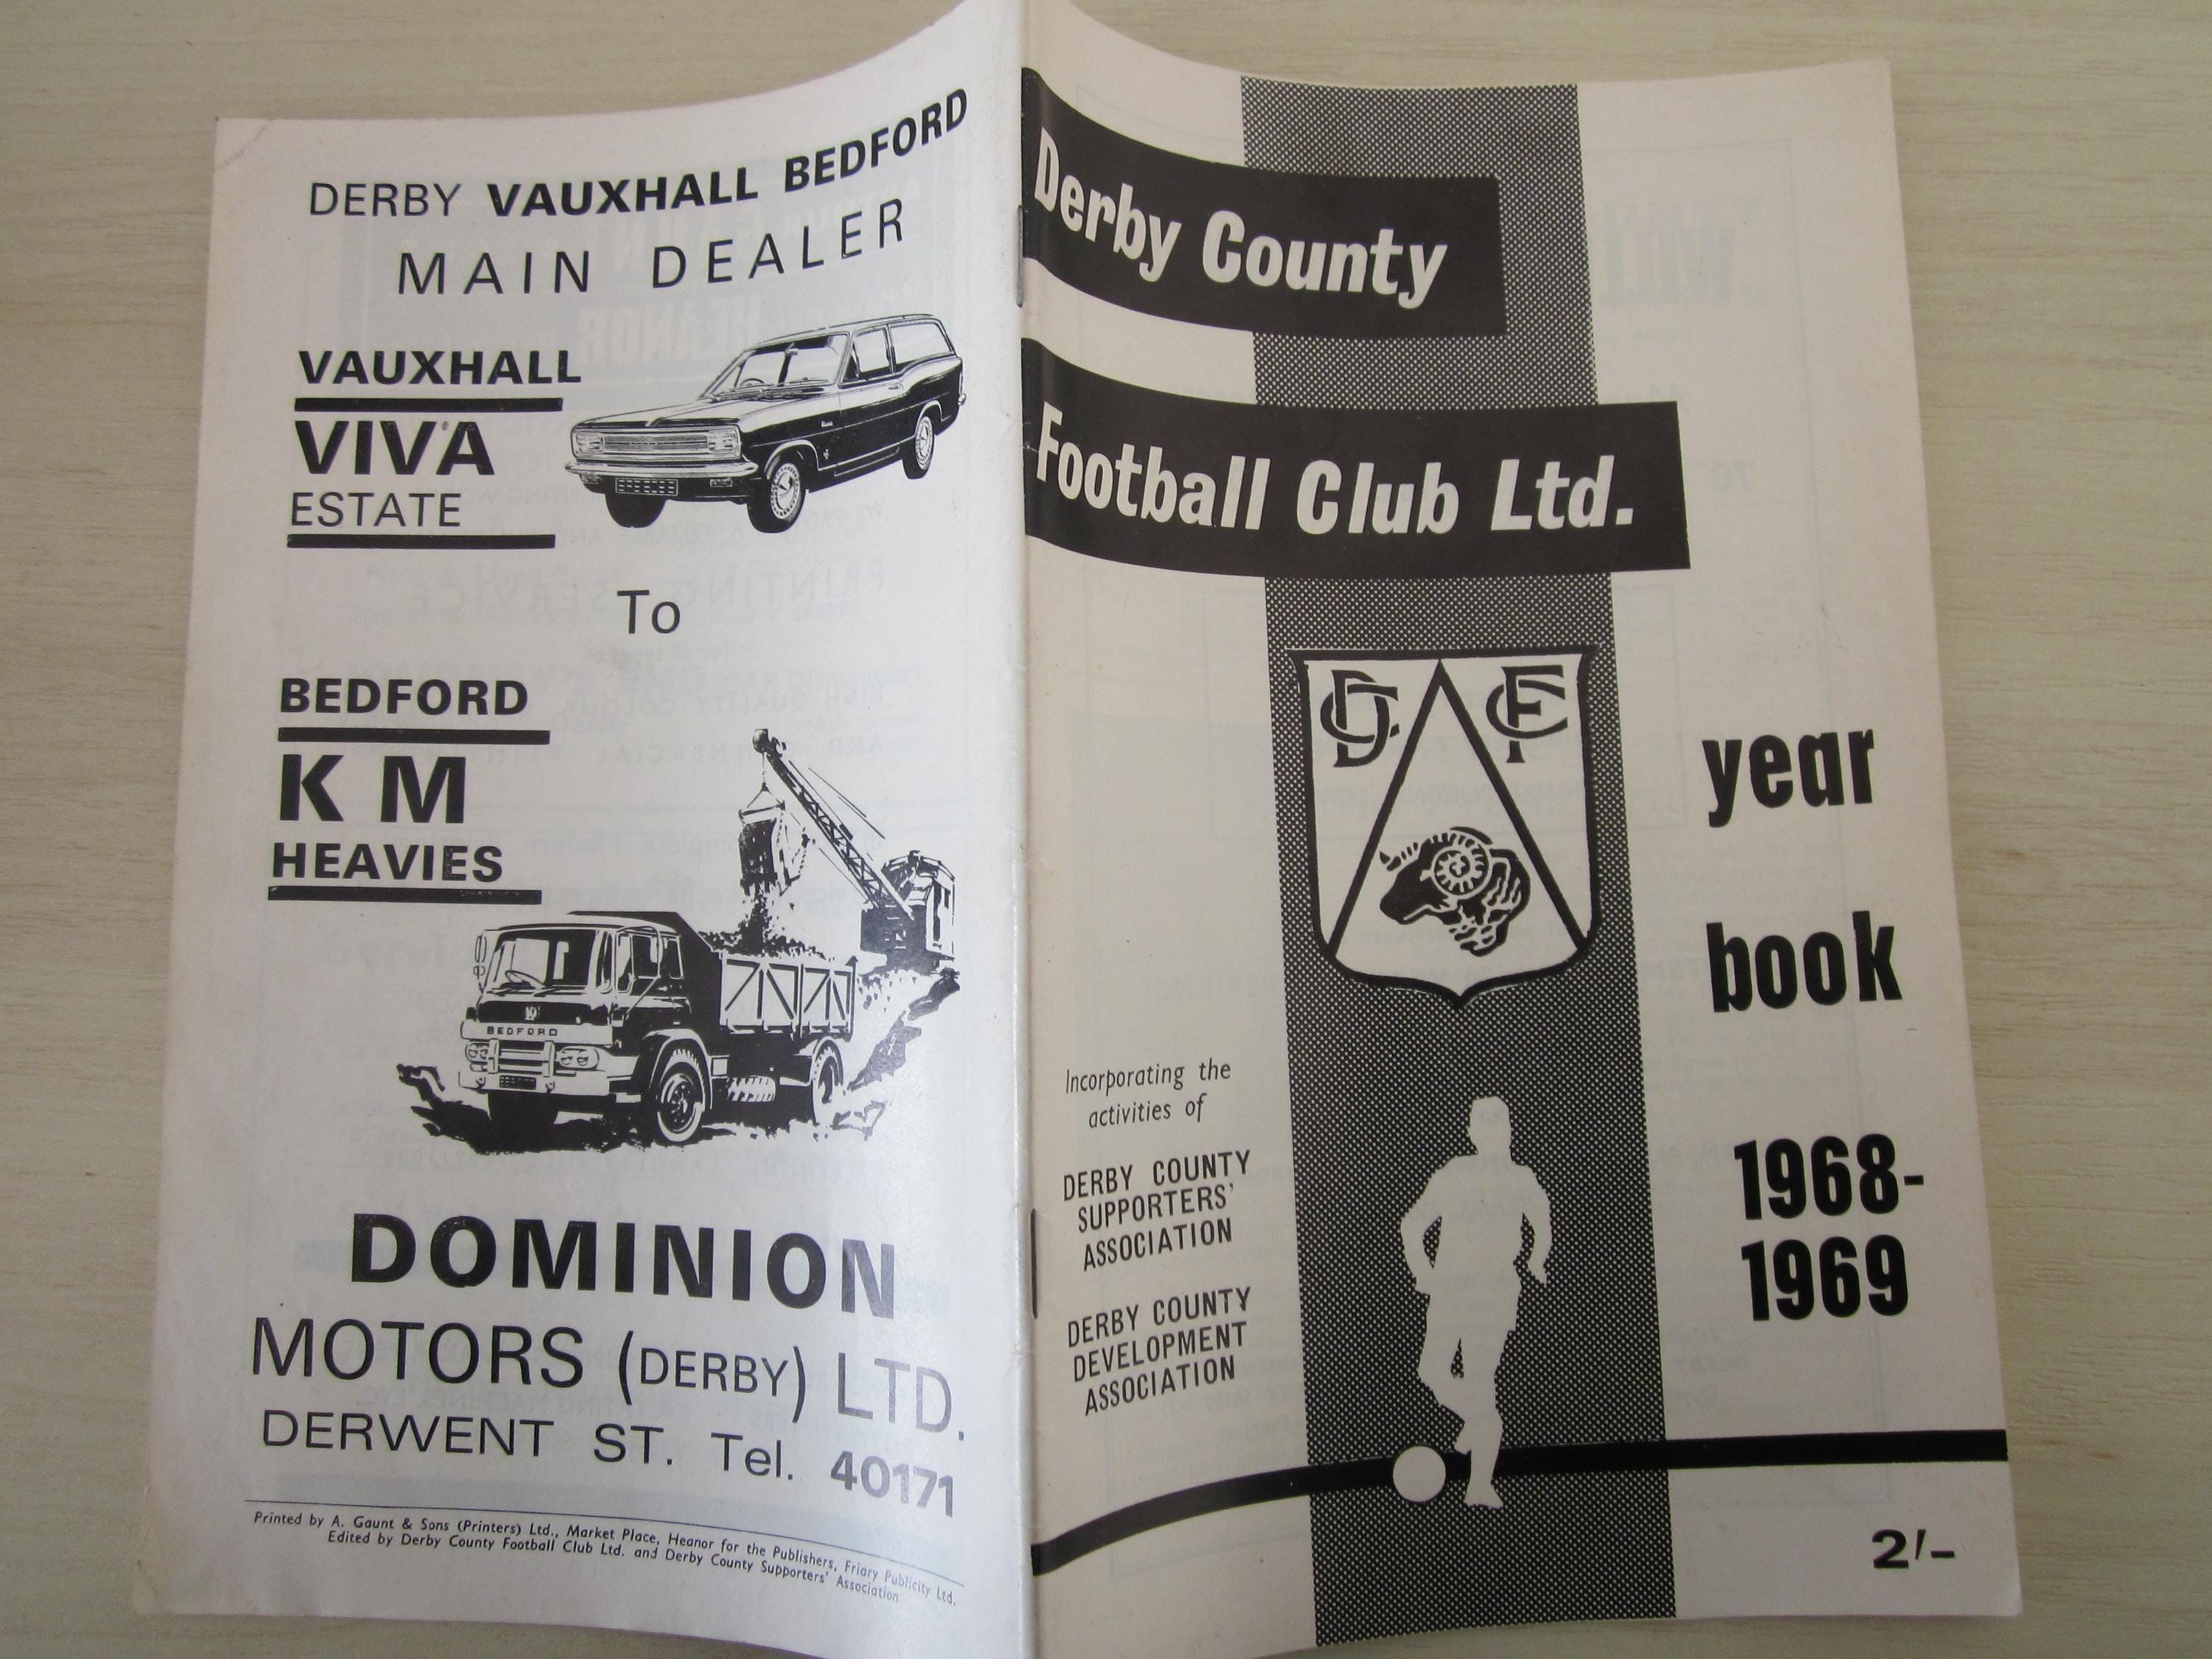 DERBY VAUXHALL BEDFORD
MAIN DEALER
VAUXHALL
VIVA
ESTATE
To
BEDFORD
K M
HEAVIES
BEDFORD
DOMINION
MOTORS (DERBY) LTD.
DERWENT ST. Tel. 40171
Printed by A. Gaunt & Sons (Printers) Ltd., Market Place, Heanor for the Publishers, Friary Publicity Ltd.
Edited by Derby County Football Club Ltd. and Derby County Supporters' Association
Derby County
Football Club Ltd.
DC FC
year
book
1968-
1969
Incorporating the
activities of
DERBY COUNTY
SUPPORTERS'
ASSOCIATION
DERBY COUNTY
DEVELOPMENT
ASSOCIATION
2/-